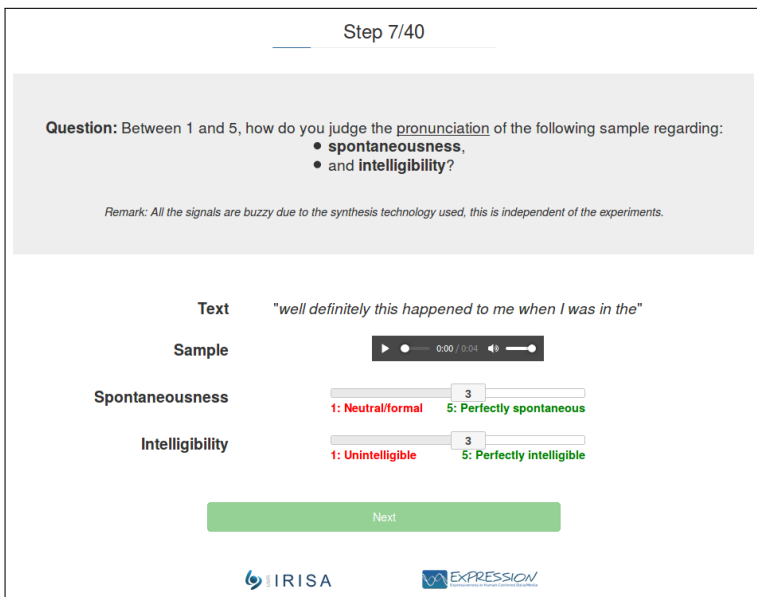 Step 7/40
Question: Between 1 and 5, how do you judge the pronunciation of the following sample regarding:
• spontaneousness,
• and intelligibility?
Remark: All the signals are buzzy due to the synthesis technology used, this is independent of the experiments.
Text "well definitely this happened to me when I was in the"
Sample 0:00 / 0:04
Spontaneousness 3
1: Neutral/formal 5: Perfectly spontaneous
Intelligibility 3
1: Unintelligible 5: Perfectly intelligible
Next
IRISA EXPRESSION